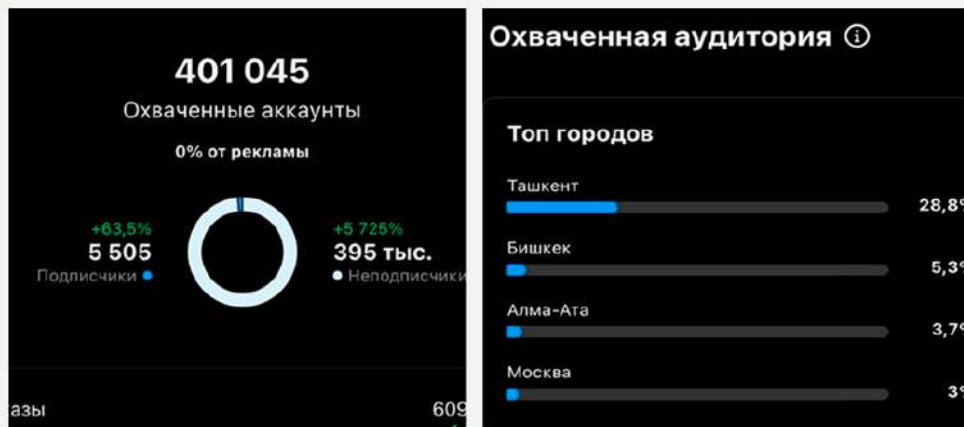 401 045
Охваченные аккаунты
0% от рекламы
+63,5%
5 505
Подписчики
+5 725%
395 тыс.
Неподписчики
азы
609
Охваченная аудитория
Топ городов
Ташкент
28,8%
Бишкек
5,3%
Алма-Ата
3,7%
Москва
3%